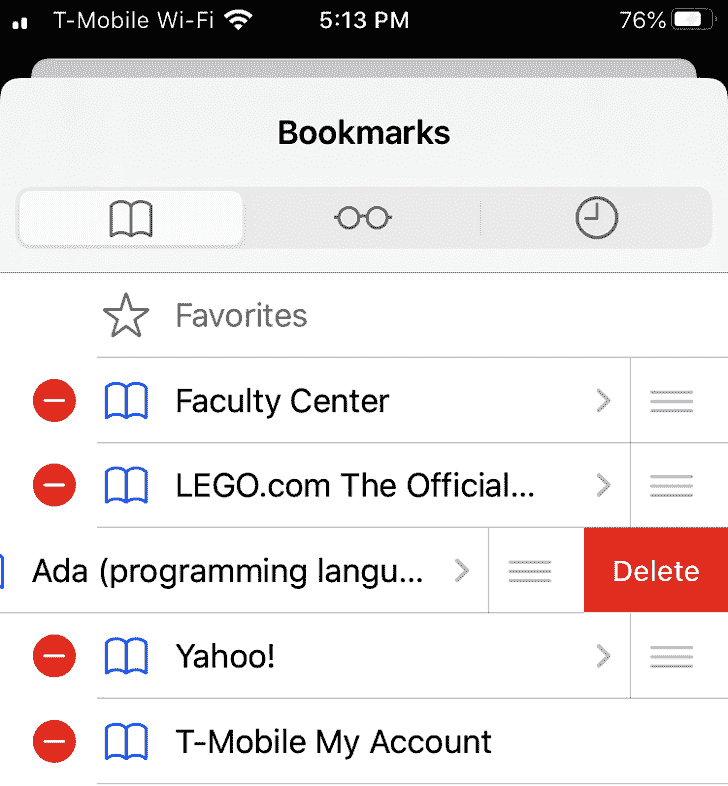 T-Mobile Wi-Fi 5:13 PM 76%
Bookmarks
Favorites
Faculty Center
LEGO.com The Official...
Ada (programming langu... Delete
Yahoo!
T-Mobile My Account